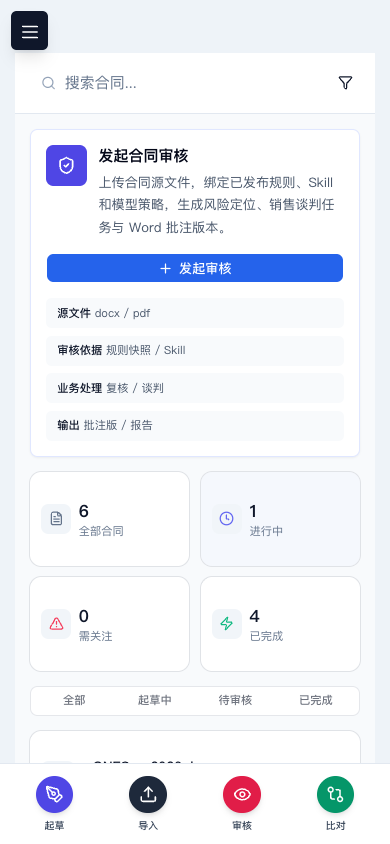 搜索合同...
发起合同审核
上传合同源文件，绑定已发布规则、Skill
和模型策略，生成风险定位、销售谈判任
务与 Word 批注版本。
发起审核
源文件 docx / pdf
审核依据 规则快照 / Skill
业务处理 复核 / 谈判
输出 批注版 / 报告
6
全部合同
1
进行中
0
需关注
4
已完成
全部 起草中 待审核 已完成
起草 导入 审核 比对